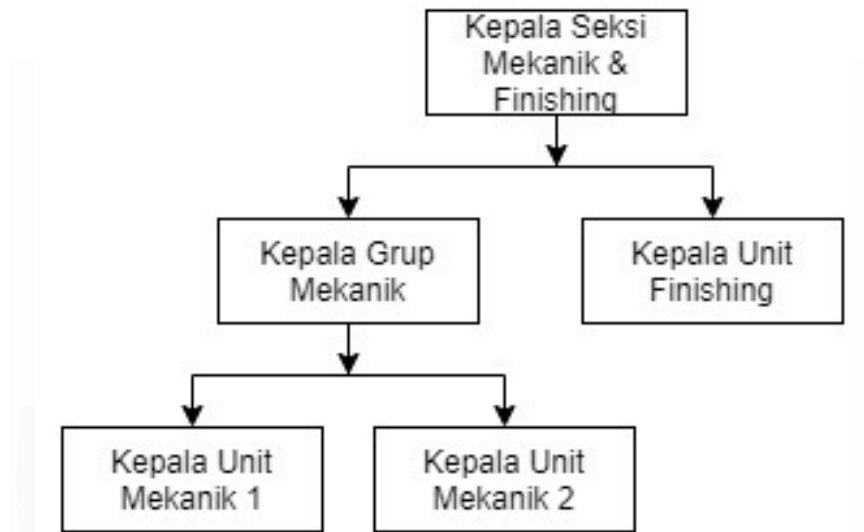 Kepala Seksi
Mekanik &
Finishing
Kepala Grup
Mekanik
Kepala Unit
Finishing
Kepala Unit
Mekanik 1
Kepala Unit
Mekanik 2